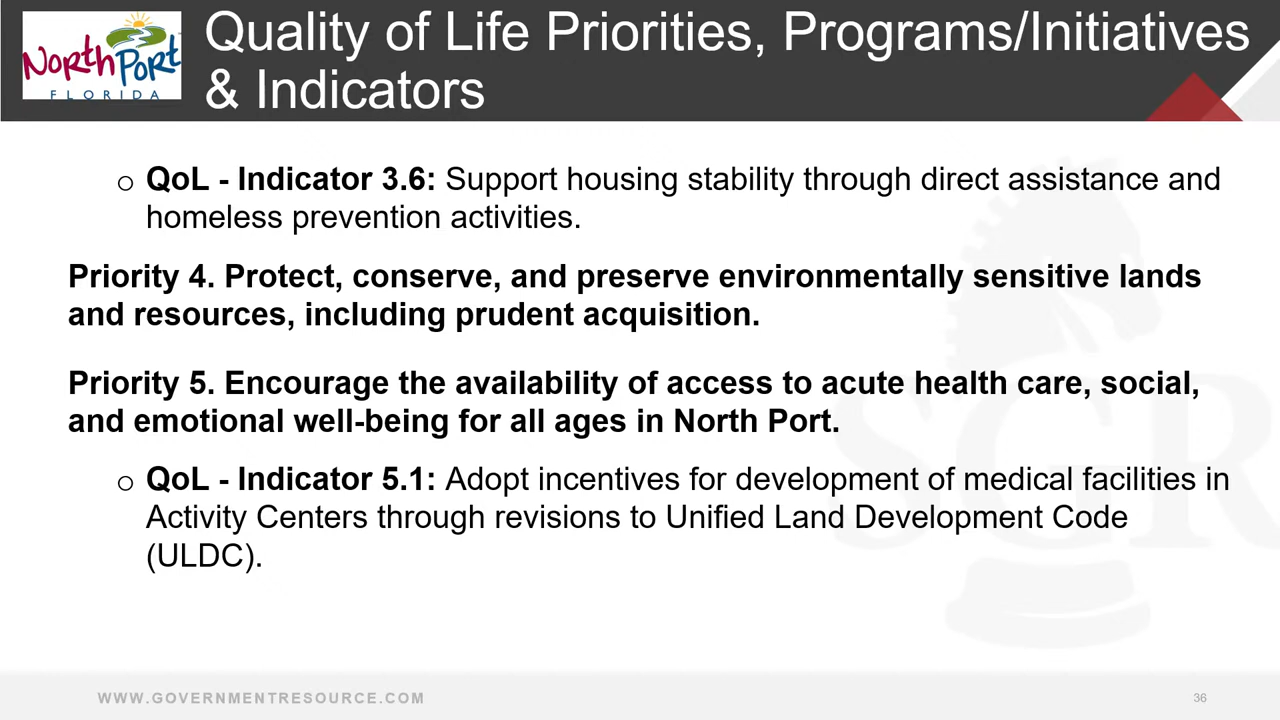 North Port
FLORIDA
Quality of Life Priorities, Programs/Initiatives
& Indicators
o QoL - Indicator 3.6: Support housing stability through direct assistance and
homeless prevention activities.
Priority 4. Protect, conserve, and preserve environmentally sensitive lands
and resources, including prudent acquisition.
Priority 5. Encourage the availability of access to acute health care, social,
and emotional well-being for all ages in North Port.
o QoL - Indicator 5.1: Adopt incentives for development of medical facilities in
Activity Centers through revisions to Unified Land Development Code
(ULDC).
SGR
WWW.GOVERNMENTRESOURCE.COM
36